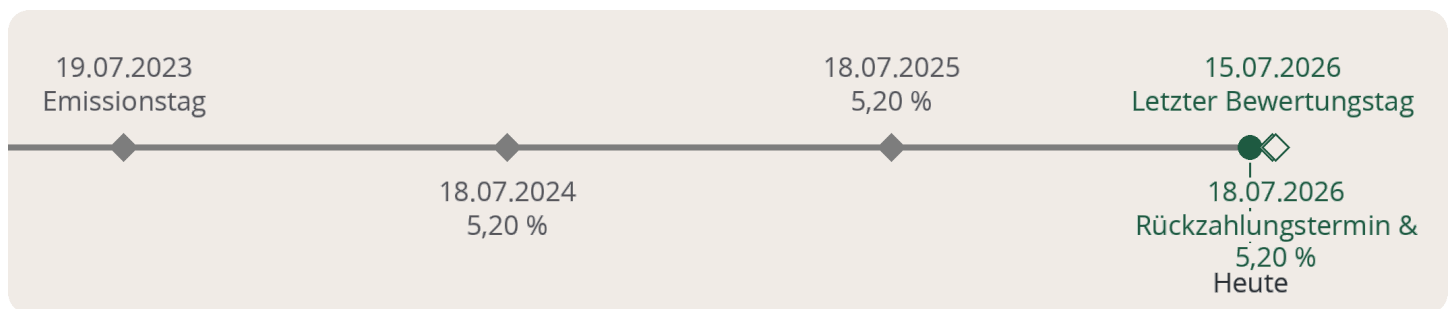 19.07.2023
Emissionstag
18.07.2024
5,20 %
18.07.2025
5,20 %
15.07.2026
Letzter Bewertungstag
18.07.2026
Rückzahlungstermin &
5,20 %
Heute